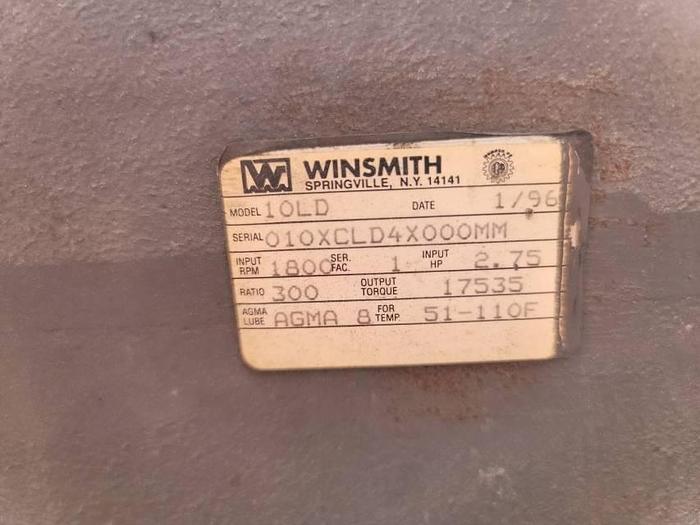 W WINSMITH
SPRINGVILLE, N.Y. 14141
MODEL 10LD DATE 1/96
SERIAL 010XCLD4X000MM
INPUT RPM 1800 SER. FAC. 1 INPUT HP 2.75
RATIO 300 OUTPUT TORQUE 17535
AGMA LUBE AGMA 8 FOR TEMP. 51-110F